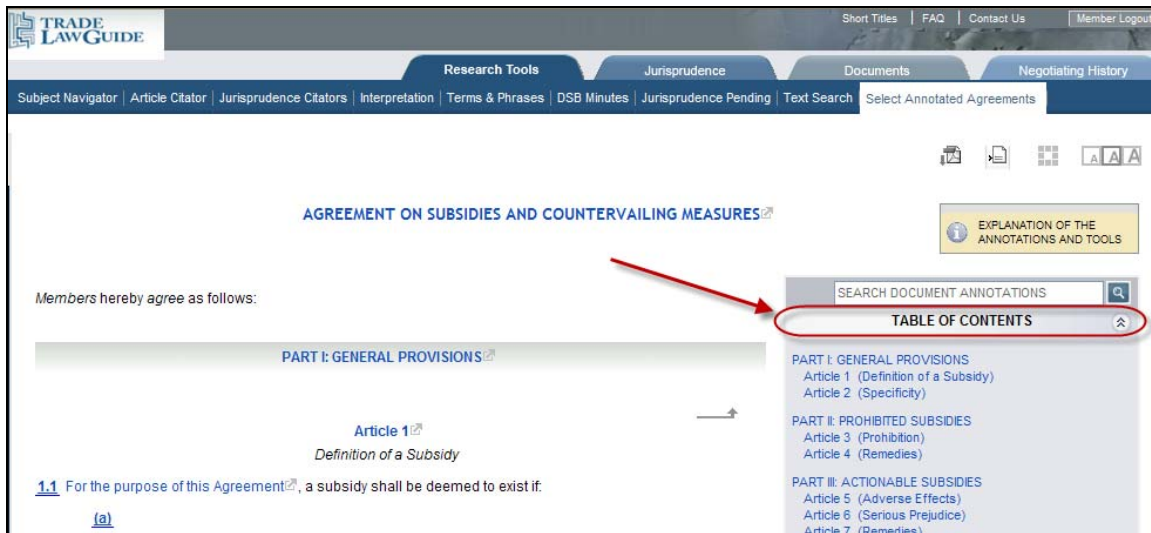 TRADE
LAWGUIDE
Short Titles | FAQ | Contact Us
Member Logout
Research Tools
Jurisprudence
Documents
Negotiating History
Subject Navigator | Article Citator | Jurisprudence Citators | Interpretation | Terms & Phrases | DSB Minutes | Jurisprudence Pending | Text Search | Select Annotated Agreements
A A A
AGREEMENT ON SUBSIDIES AND COUNTERVAILING MEASURES
EXPLANATION OF THE
ANNOTATIONS AND TOOLS
Members hereby agree as follows:
SEARCH DOCUMENT ANNOTATIONS
TABLE OF CONTENTS
PART I: GENERAL PROVISIONS
Article 1
Definition of a Subsidy
1.1 For the purpose of this Agreement, a subsidy shall be deemed to exist if:
(a)
PART I: GENERAL PROVISIONS
Article 1 (Definition of a Subsidy)
Article 2 (Specificity)
PART II: PROHIBITED SUBSIDIES
Article 3 (Prohibition)
Article 4 (Remedies)
PART III: ACTIONABLE SUBSIDIES
Article 5 (Adverse Effects)
Article 6 (Serious Prejudice)
Article 7 (Remedies)